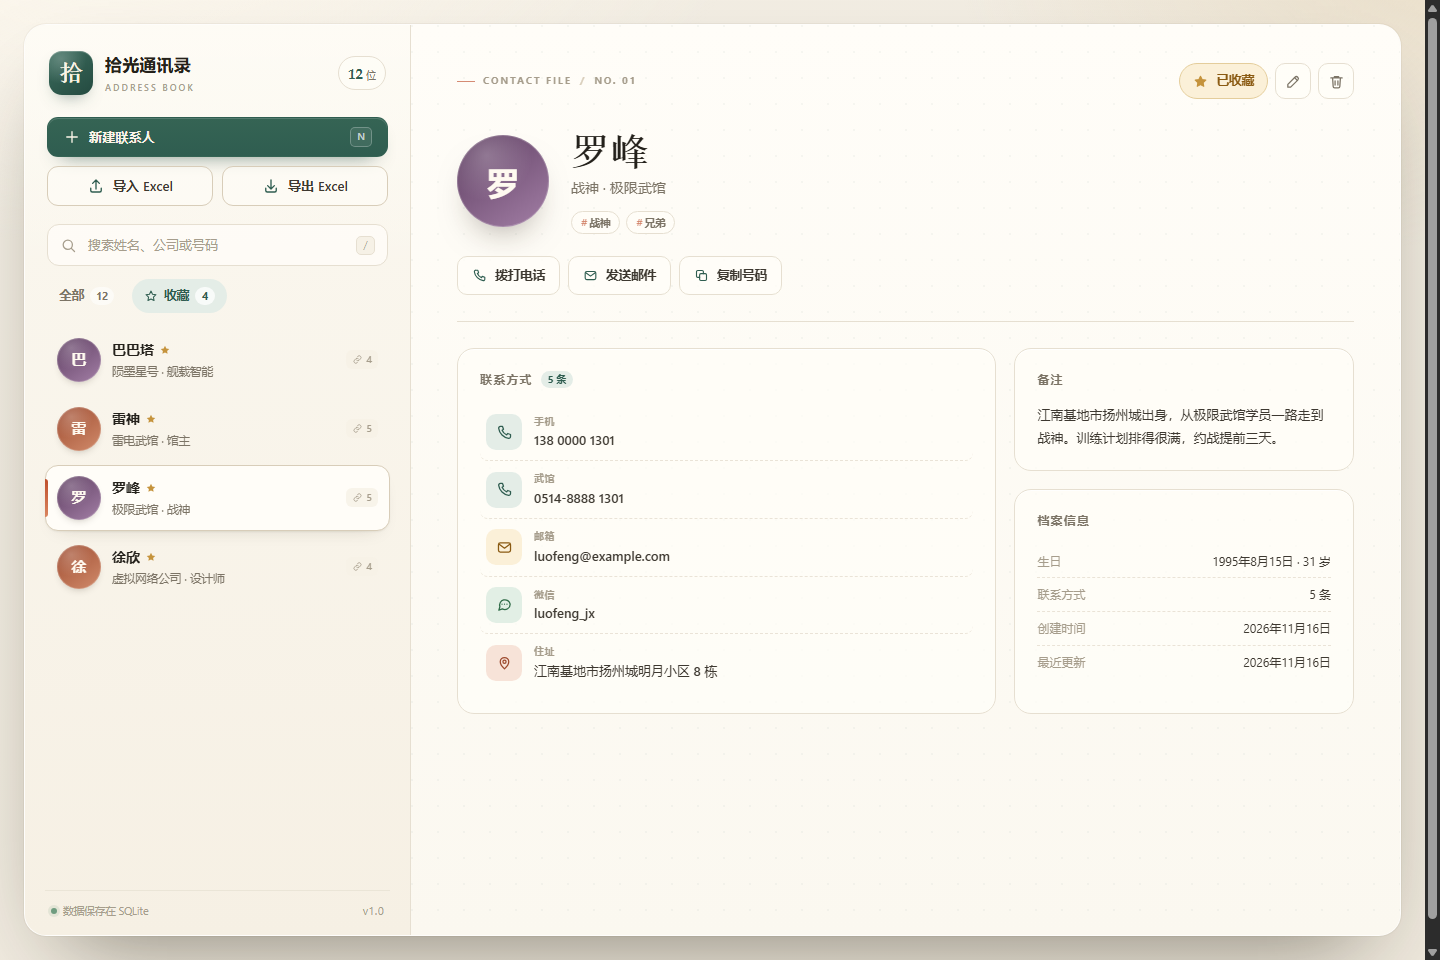 拾
拾光通讯录
ADDRESS BOOK
12 位
新建联系人
N
导入 Excel
导出 Excel
搜索姓名、公司或号码
/
全部 12
收藏 4
巴
巴巴塔
陨墨星号 · 舰载智能
4
雷
雷神
雷电武馆 · 馆主
5
罗
罗峰
极限武馆 · 战神
5
徐
徐欣
虚拟网络公司 · 设计师
4
数据保存在 SQLite
v1.0
CONTACT FILE / NO. 01
已收藏
罗
罗峰
战神 · 极限武馆
#战神
#兄弟
拨打电话
发送邮件
复制号码
联系方式 5 条
手机
138 0000 1301
武馆
0514-8888 1301
邮箱
luofeng@example.com
微信
luofeng_jx
住址
江南基地市扬州城明月小区 8 栋
备注
江南基地市扬州城出身，从极限武馆学员一路走到
战神。训练计划排得很满，约战提前三天。
档案信息
生日 1995年8月15日 · 31 岁
联系方式 5 条
创建时间 2026年11月16日
最近更新 2026年11月16日